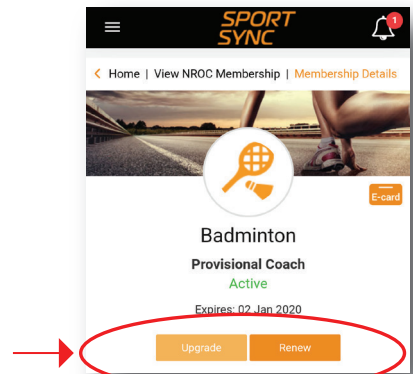 SPORT
SYNC
1
< Home | View NROC Membership | Membership Details
E-card
Badminton
Provisional Coach
Active
Expires: 02 Jan 2020
Upgrade Renew